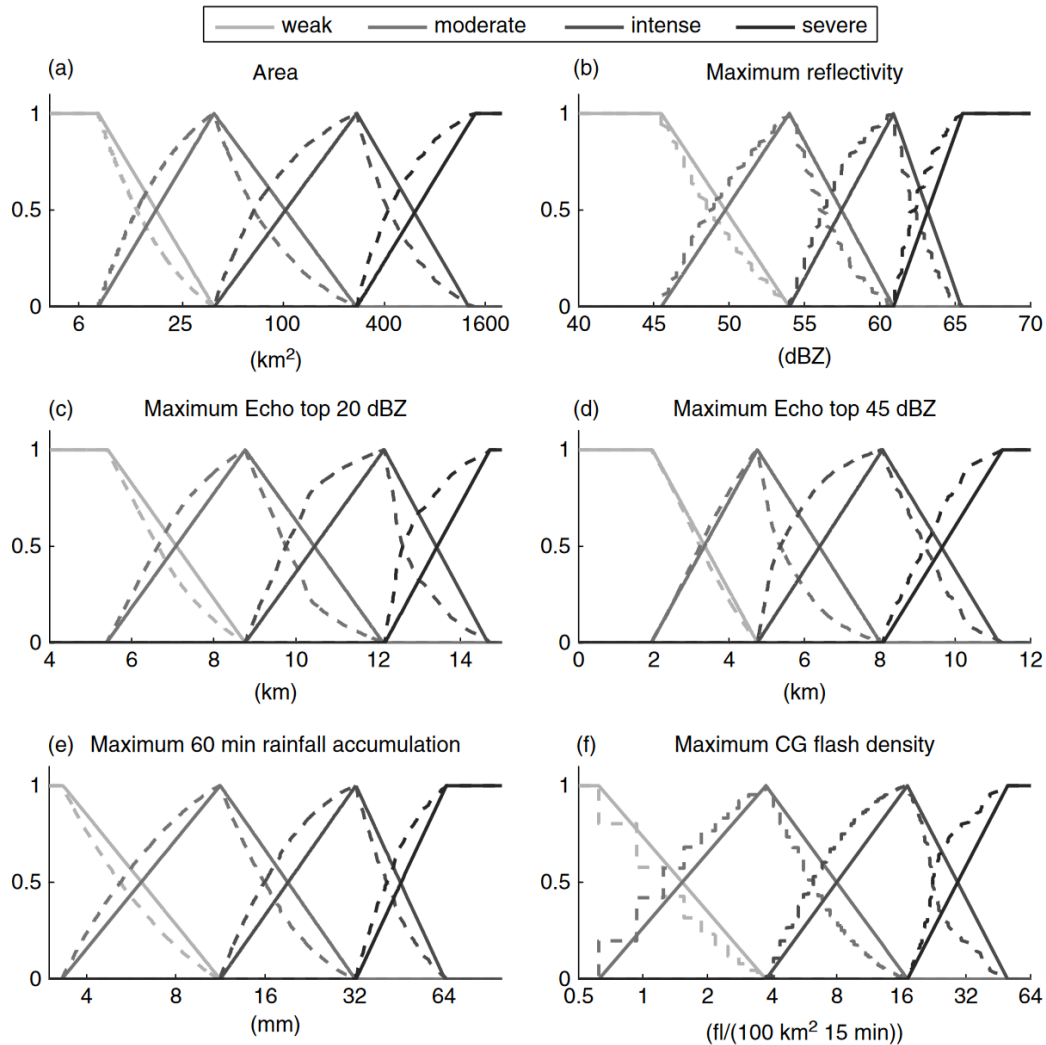 weak moderate intense severe
(a) Area
(b) Maximum reflectivity
1
0.5
0
6 25 100 400 1600
(km²)
1
0.5
0
40 45 50 55 60 65 70
(dBZ)
(c) Maximum Echo top 20 dBZ
(d) Maximum Echo top 45 dBZ
1
0.5
0
4 6 8 10 12 14
(km)
1
0.5
0
0 2 4 6 8 10 12
(km)
(e) Maximum 60 min rainfall accumulation
(f) Maximum CG flash density
1
0.5
0
4 8 16 32 64
(mm)
1
0.5
0
0.5 1 2 4 8 16 32 64
(fl/(100 km² 15 min))